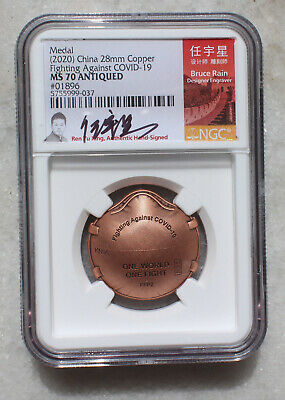 Medal
(2020) China 28mm Copper
Fighting Against COVID-19
MS 70 ANTIQUED
#01896
5755999-037
Ren Yu Xing, Authentic Hand-Signed
任宇星
设计师 雕刻师
Bruce Rain
Designer Engraver
NGC
Fighting Against COVID-19
ONE WORLD
ONE FIGHT
FFP2